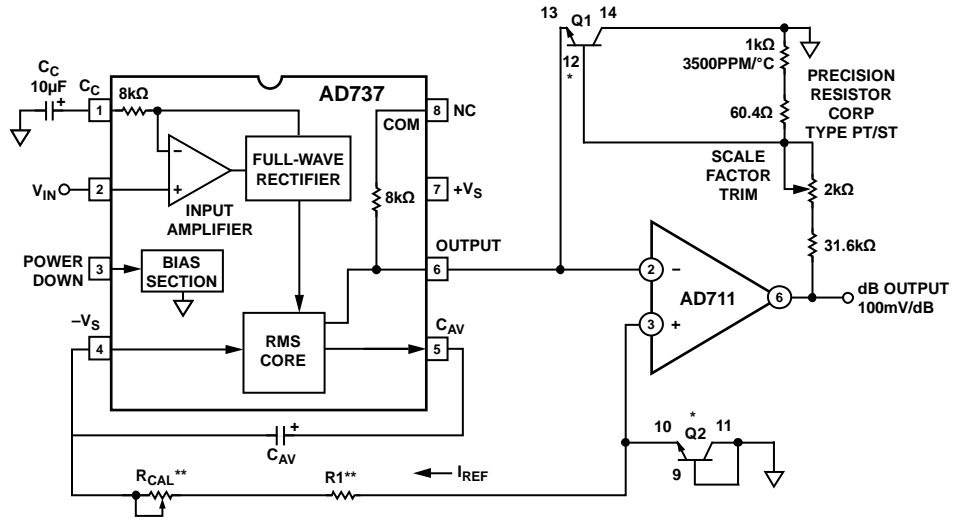 13 Q1 14
12
*
1kΩ
3500PPM/°C
60.4Ω
PRECISION
RESISTOR
CORP
TYPE PT/ST
SCALE
FACTOR
TRIM
2kΩ
31.6kΩ
CC
10µF
+
CC
1
8kΩ
AD737
8
NC
COM
FULL-WAVE
RECTIFIER
−
+
INPUT
AMPLIFIER
VIN
2
8kΩ
7
+VS
OUTPUT
6
POWER
DOWN
3
BIAS
SECTION
−VS
4
RMS
CORE
CAV
5
2
−
AD711
3
+
6
dB OUTPUT
100mV/dB
+
CAV
*
10 Q2 11
9
RCAL**
R1**
IREF